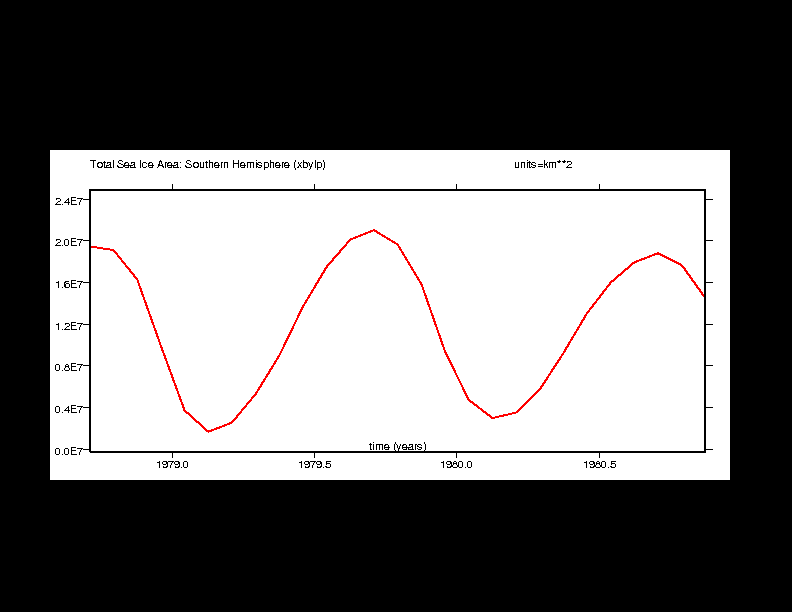 Total Sea Ice Area: Southern Hemisphere (xbylp) units=km**2
2.4E7
2.0E7
1.6E7
1.2E7
0.8E7
0.4E7
0.0E7
time (years)
1979.0 1979.5 1980.0 1980.5